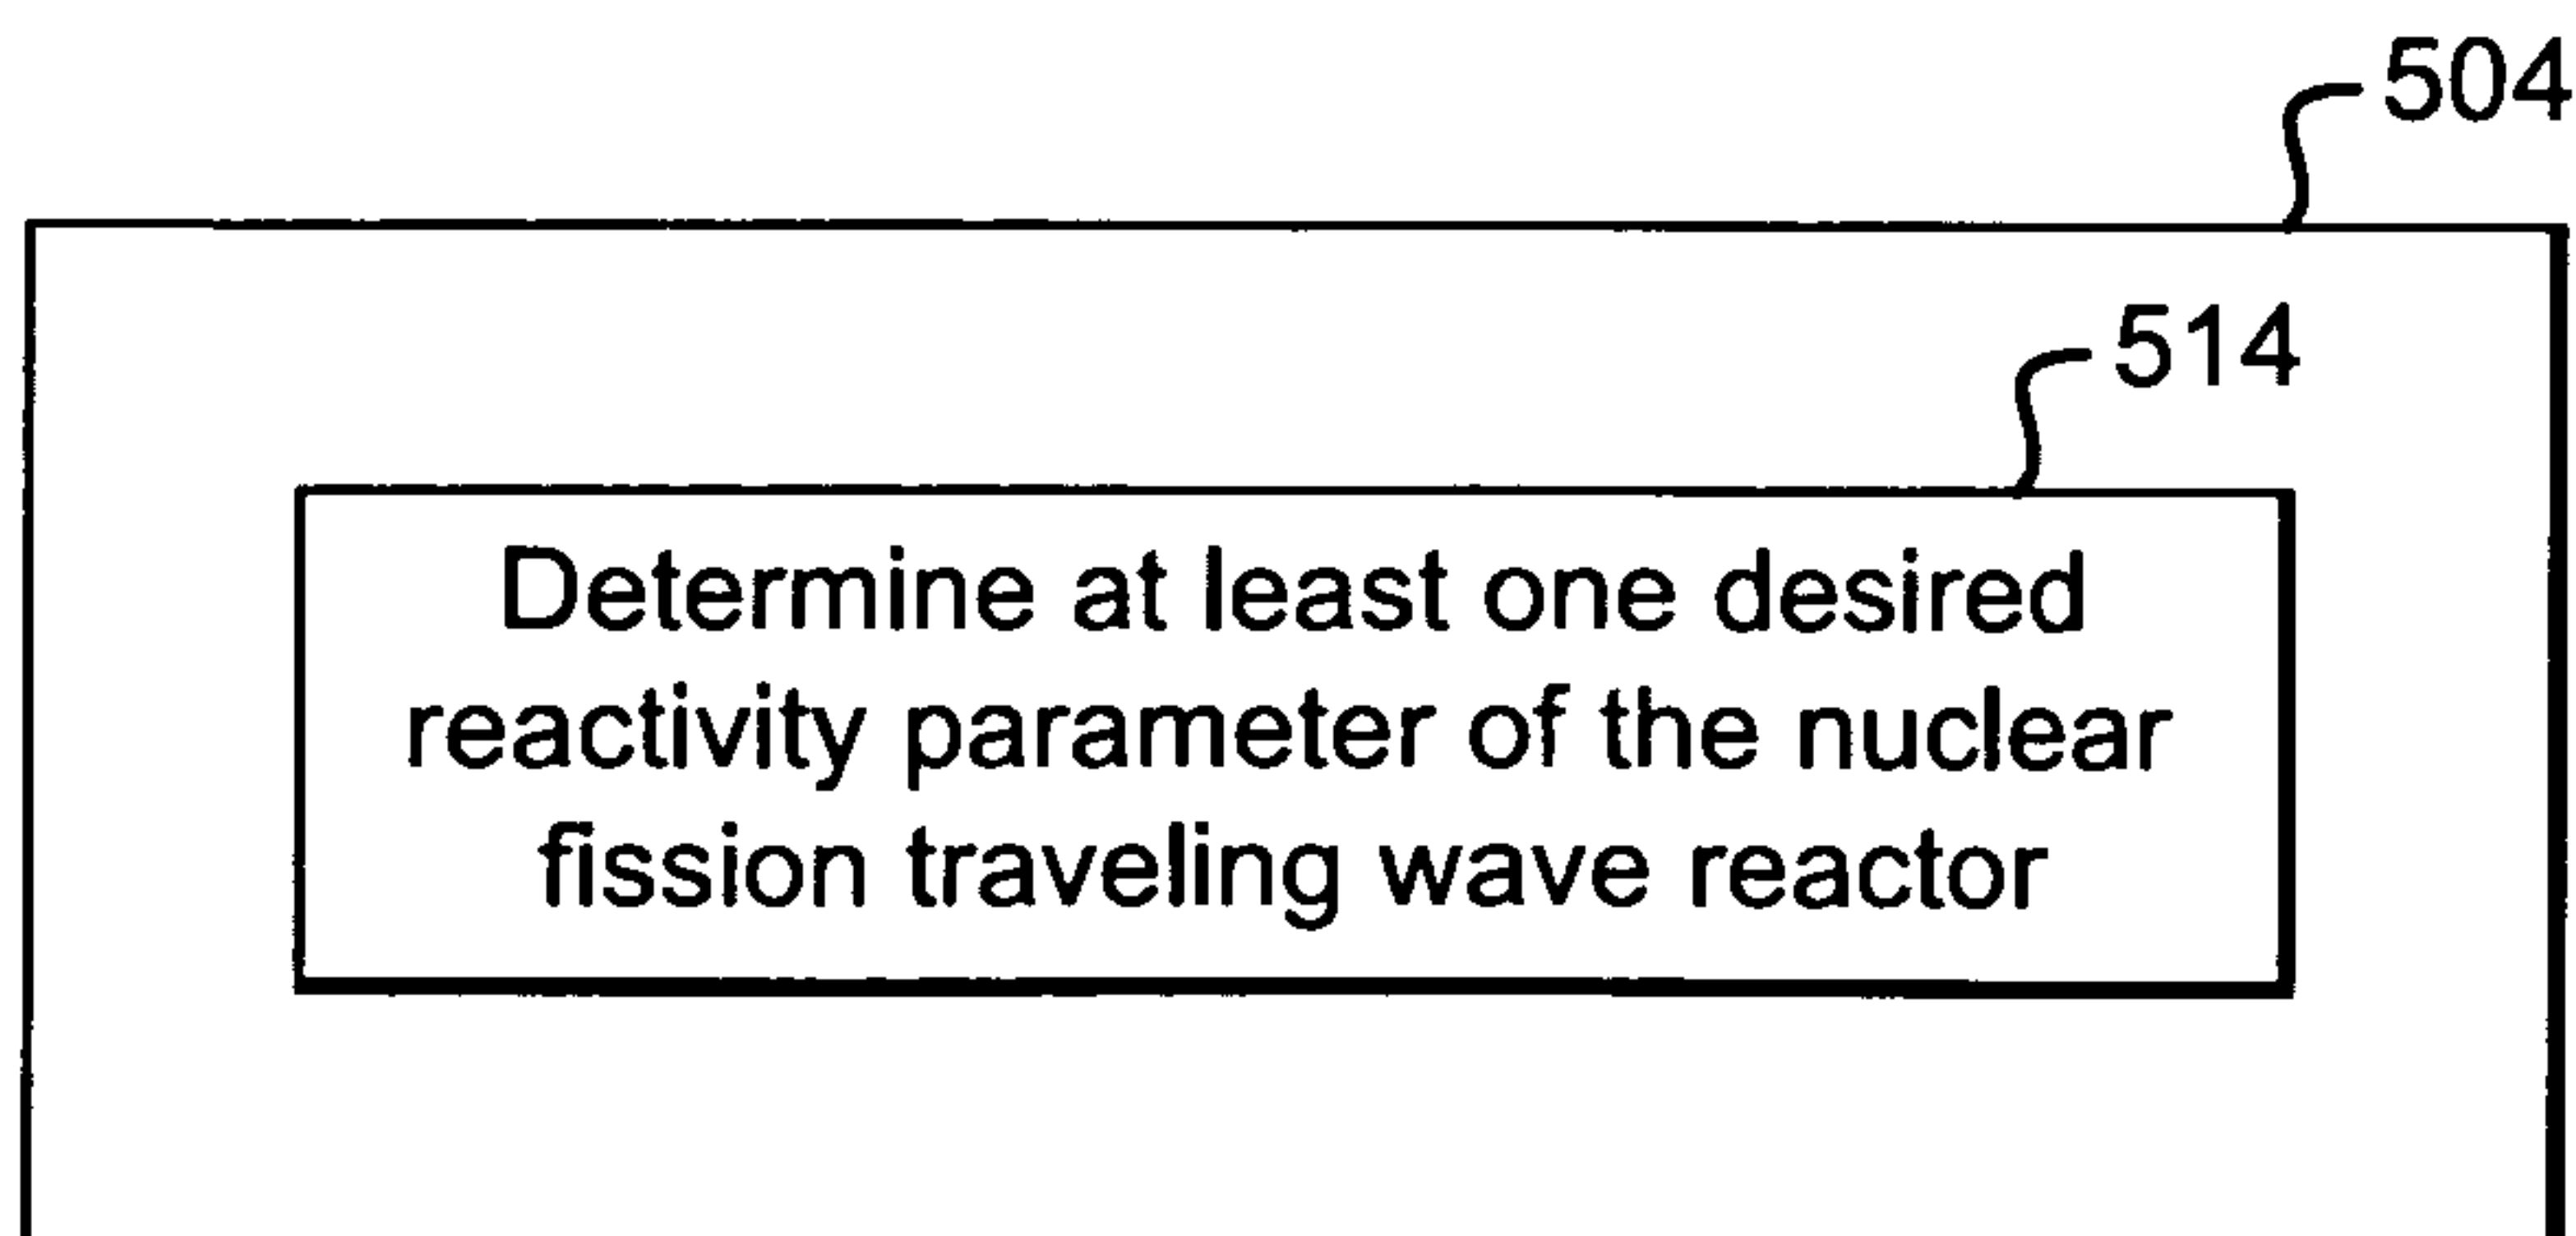 504
514
Determine at least one desired
reactivity parameter of the nuclear
fission traveling wave reactor